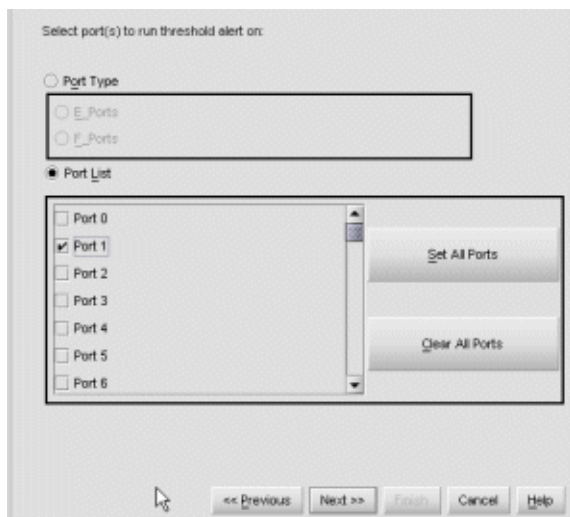 Select port(s) to run threshold alert on:
Port Type
E_Ports
F_Ports
Port List
Port 0
Port 1
Port 2
Port 3
Port 4
Port 5
Port 6
Set All Ports
Clear All Ports
<< Previous
Next >>
Finish
Cancel
Help